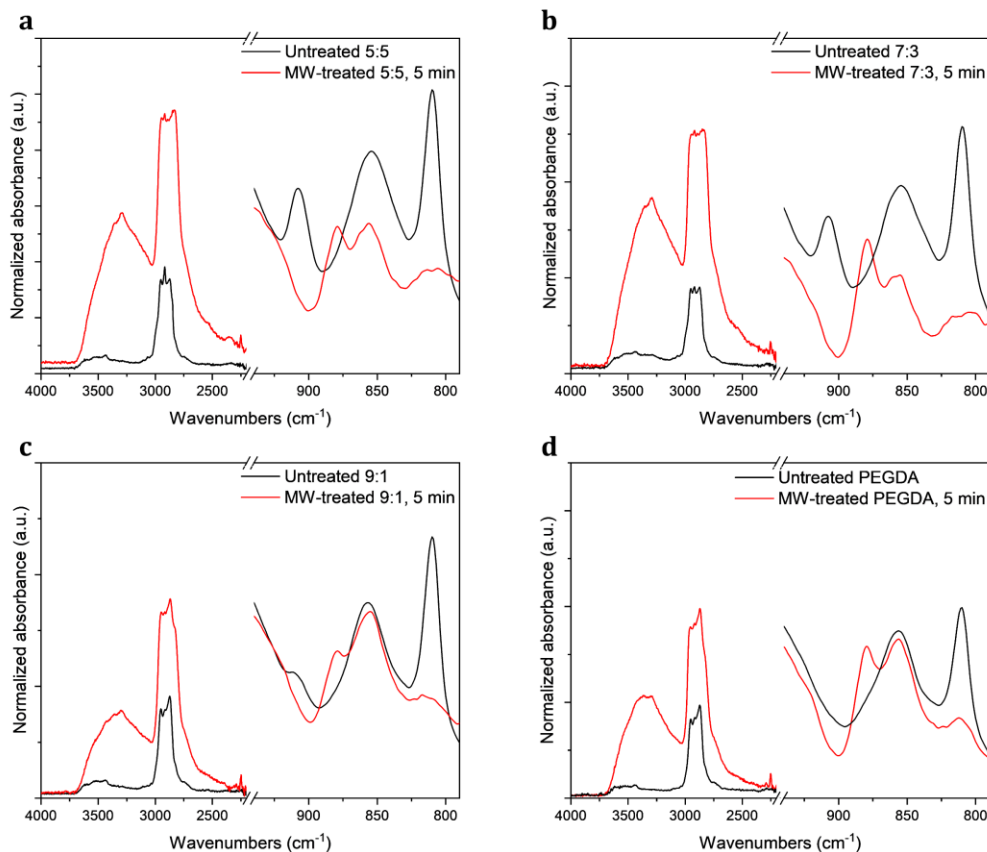 a
Untreated 5:5
MW-treated 5:5, 5 min
Normalized absorbance (a.u.)
4000 3500 3000 2500 900 850 800
Wavenumbers (cm⁻¹)
b
Untreated 7:3
MW-treated 7:3, 5 min
Normalized absorbance (a.u.)
4000 3500 3000 2500 900 850 800
Wavenumbers (cm⁻¹)
c
Untreated 9:1
MW-treated 9:1, 5 min
Normalized absorbance (a.u.)
4000 3500 3000 2500 900 850 800
Wavenumbers (cm⁻¹)
d
Untreated PEGDA
MW-treated PEGDA, 5 min
Normalized absorbance (a.u.)
4000 3500 3000 2500 900 850 800
Wavenumbers (cm⁻¹)